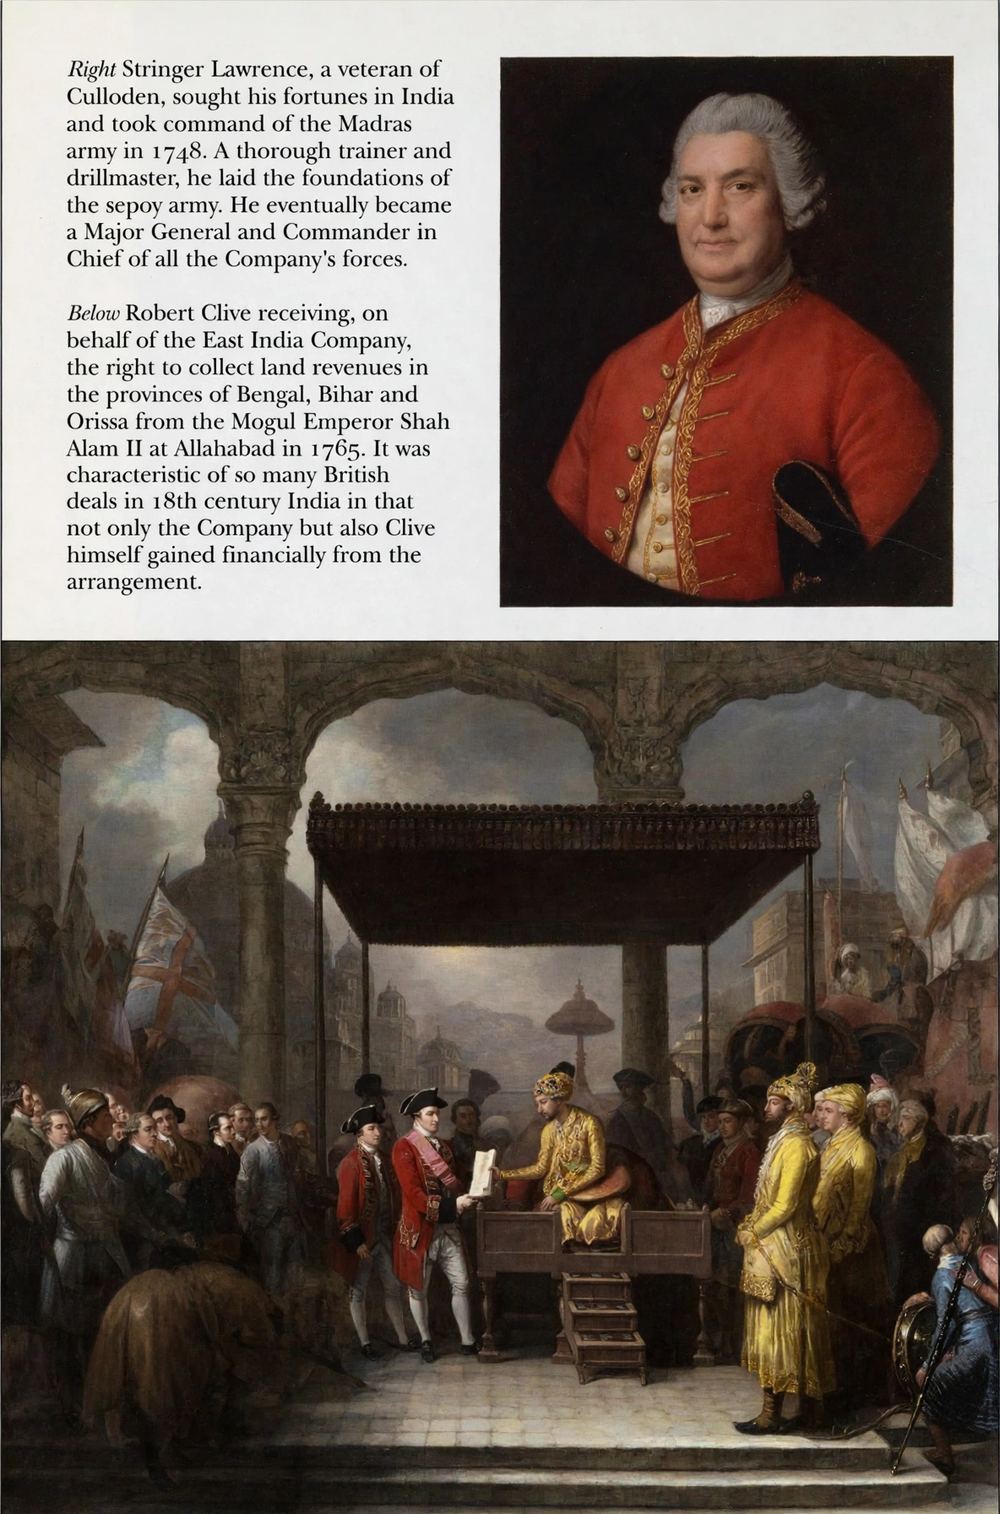 Right Stringer Lawrence, a veteran of
Culloden, sought his fortunes in India
and took command of the Madras
army in 1748. A thorough trainer and
drillmaster, he laid the foundations of
the sepoy army. He eventually became
a Major General and Commander in
Chief of all the Company's forces.
Below Robert Clive receiving, on
behalf of the East India Company,
the right to collect land revenues in
the provinces of Bengal, Bihar and
Orissa from the Mogul Emperor Shah
Alam II at Allahabad in 1765. It was
characteristic of so many British
deals in 18th century India in that
not only the Company but also Clive
himself gained financially from the
arrangement.